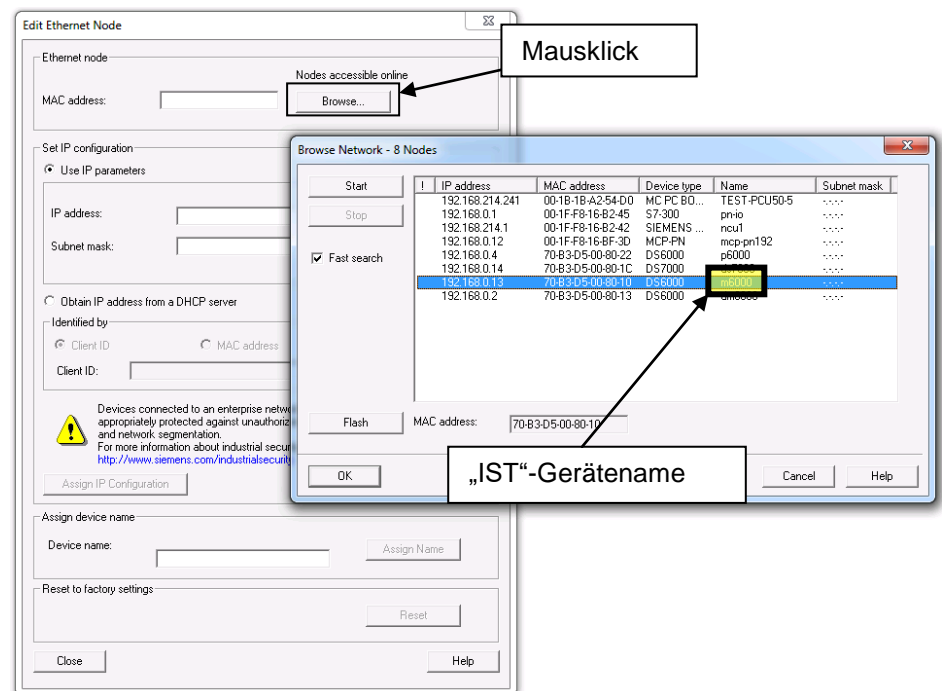 Edit Ethernet Node
Mausklick
Ethernet node
Nodes accessible online
MAC address:
Browse...
Set IP configuration
Use IP parameters
IP address:
Subnet mask:
Obtain IP address from a DHCP server
Identified by
Client ID
MAC address
Client ID:
Devices connected to an enterprise netw
appropriately protected against unauthoriz
and network segmentation.
For more information about industrial secur
http://www.siemens.com/industrialsecurity
Assign IP Configuration
Assign device name
Device name:
Assign Name
Reset to factory settings
Reset
Close
Help
Browse Network - 8 Nodes
Start
Stop
Fast search
! IP address MAC address Device type Name Subnet mask
192.168.214.241 00-1B-1B-A2-54-D0 MC PC BO... TEST-PCU50-5 -.-.-.-
192.168.0.1 00-1F-F8-16-B2-45 S7-300 pn-io -.-.-.-
192.168.214.1 00-1F-F8-16-B2-42 SIEMENS ... ncu1 -.-.-.-
192.168.0.12 00-1F-F8-16-BF-3D MCP-PN mcp-pn192 -.-.-.-
192.168.0.4 70-B3-D5-00-80-22 DS6000 p6000 -.-.-.-
192.168.0.14 70-B3-D5-00-80-1C DS7000 -.-.-.-
192.168.0.13 70-B3-D5-00-80-10 DS6000 m6000 -.-.-.-
192.168.0.2 70-B3-D5-00-80-13 DS6000 -.-.-.-
Flash
MAC address:
70-B3-D5-00-80-10
„IST“-Gerätename
OK
Cancel
Help